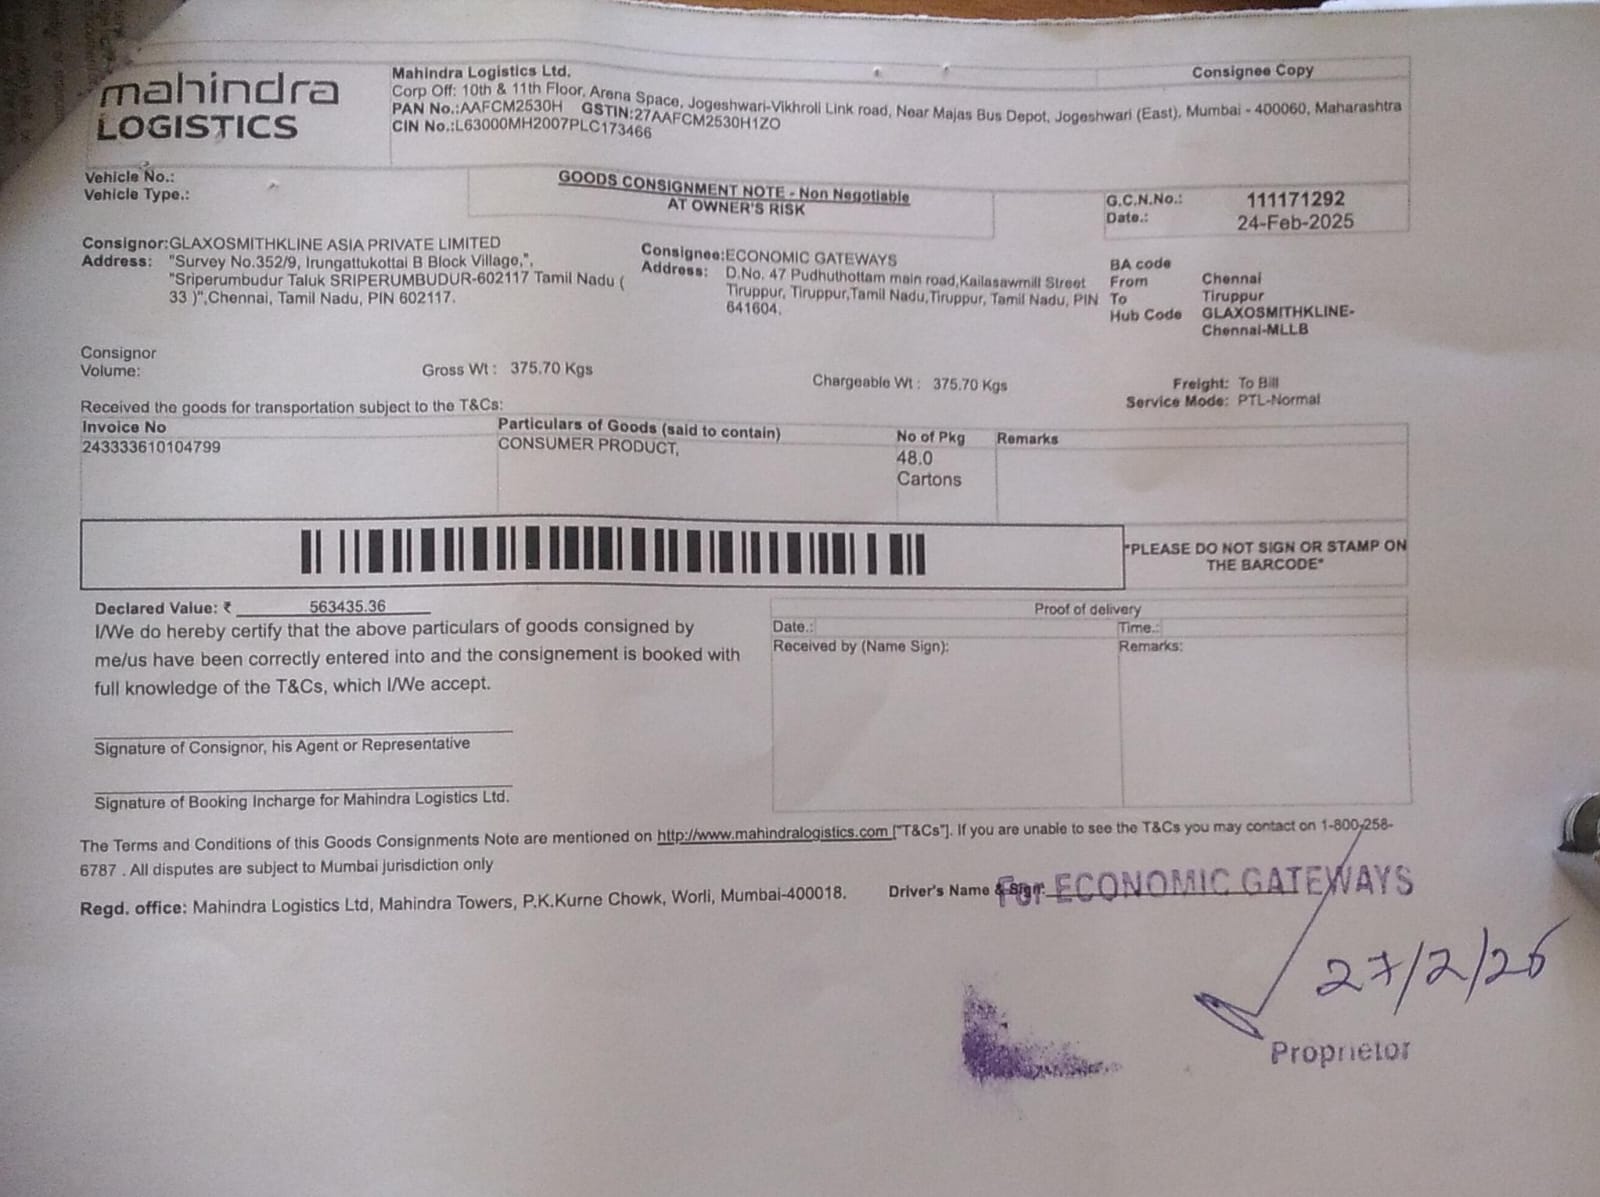 mahindra
LOGISTICS
Mahindra Logistics Ltd.
Consignee Copy
Corp Off: 10th & 11th Floor, Arena Space, Jogeshwari-Vikhroli Link road, Near Majas Bus Depot, Jogeshwari (East), Mumbai - 400060, Maharashtra
PAN No.:AAFCM2530H GSTIN:27AAFCM2530H1ZO
CIN No.:L63000MH2007PLC173466
Vehicle No.:
Vehicle Type.:
GOODS CONSIGNMENT NOTE - Non Negotiable
AT OWNER'S RISK
G.C.N.No.: 111171292
Date.: 24-Feb-2025
Consignor:GLAXOSMITHKLINE ASIA PRIVATE LIMITED
Address: "Survey No.352/9, Irungattukottai B Block Village,",
"Sriperumbudur Taluk SRIPERUMBUDUR-602117 Tamil Nadu (
33 )",Chennai, Tamil Nadu, PIN 602117.
Consignee:ECONOMIC GATEWAYS
Address: D.No. 47 Pudhuthottam main road,Kailasawmill Street
Tiruppur, Tiruppur,Tamil Nadu,Tiruppur, Tamil Nadu, PIN
641604.
BA code
From Chennai
To Tiruppur
Hub Code GLAXOSMITHKLINE-
Chennai-MLLB
Consignor
Volume:
Gross Wt : 375.70 Kgs
Chargeable Wt : 375.70 Kgs
Freight: To Bill
Service Mode: PTL-Normal
Received the goods for transportation subject to the T&Cs:
Invoice No Particulars of Goods (said to contain) No of Pkg Remarks
243333610104799 CONSUMER PRODUCT, 48.0
Cartons
*PLEASE DO NOT SIGN OR STAMP ON
THE BARCODE*
Declared Value: ₹ 563435.36
I/We do hereby certify that the above particulars of goods consigned by
me/us have been correctly entered into and the consignement is booked with
full knowledge of the T&Cs, which I/We accept.
Signature of Consignor, his Agent or Representative
Signature of Booking Incharge for Mahindra Logistics Ltd.
Proof of delivery
Date.: Time.:
Received by (Name Sign): Remarks:
The Terms and Conditions of this Goods Consignments Note are mentioned on http://www.mahindralogistics.com ["T&Cs"]. If you are unable to see the T&Cs you may contact on 1-800-258-
6787 . All disputes are subject to Mumbai jurisdiction only
Regd. office: Mahindra Logistics Ltd, Mahindra Towers, P.K.Kurne Chowk, Worli, Mumbai-400018.
Driver's Name & Sign:
For ECONOMIC GATEWAYS
27/2/25
Proprietor